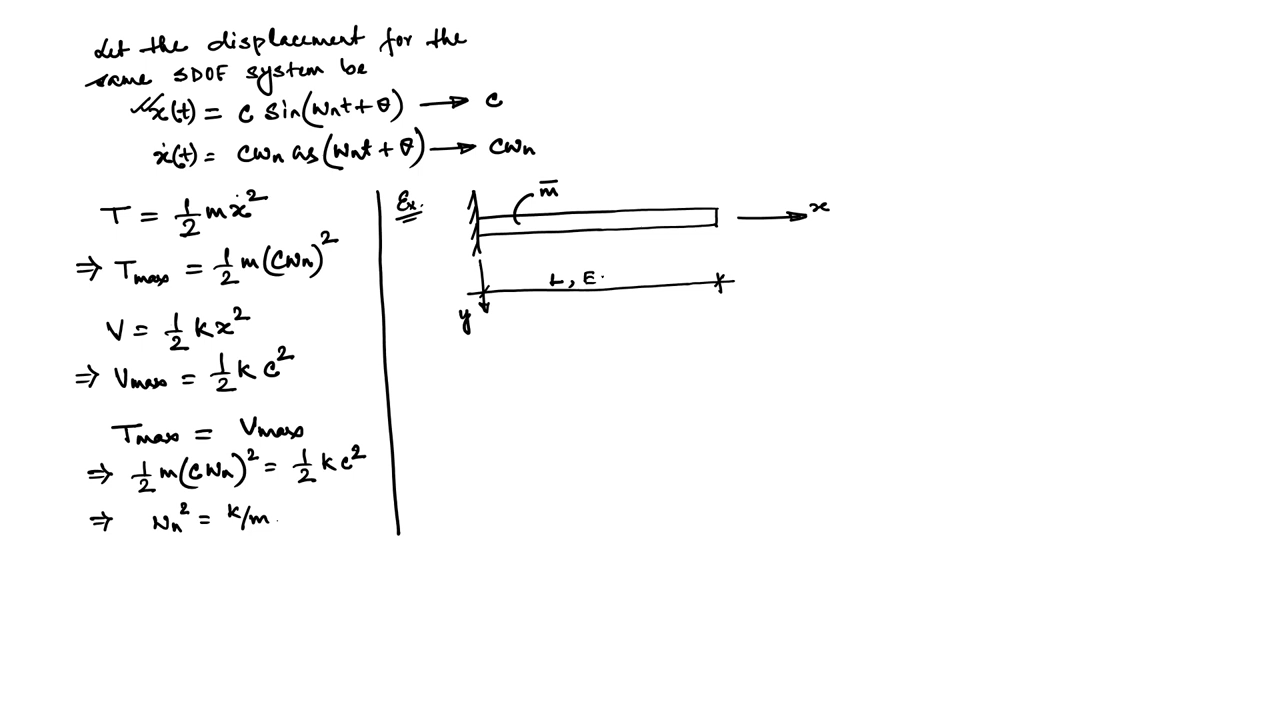 Let the displacement for the
same SDOF system be
x(t) = c sin(ωnt + θ) → c
ẋ(t) = cωn cos(ωnt + θ) → cωn
T = 1/2 mẋ²
⇒ Tmax = 1/2 m(cωn)²
V = 1/2 kx²
⇒ Vmax = 1/2 k c²
Tmax = Vmax
⇒ 1/2 m(cωn)² = 1/2 k c²
⇒ ωn² = k/m.
Ex.
m̅
x
L, E.
y